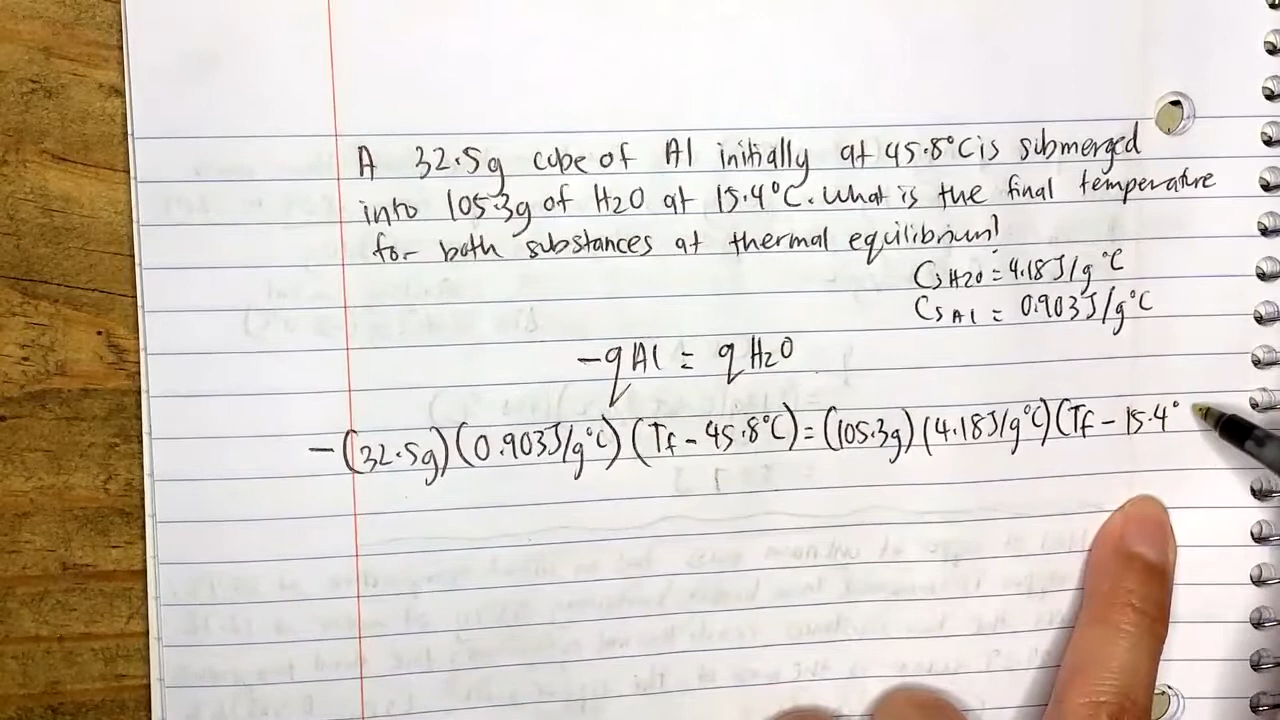 A 32.5g cube of Al initially at 45.8°C is submerged
into 105.3g of H2O at 15.4°C. What is the final temperature
for both substances at thermal equilibrium?
CsH2O = 4.18J/g°C
CsAl = 0.903J/g°C
-qAl = qH2O
-(32.5g)(0.903J/g°C)(Tf - 45.8°C) = (105.3g)(4.18J/g°C)(Tf - 15.4°